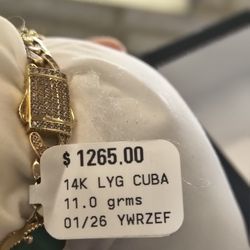 $ 1265.00
14K LYG CUBA
11.0 grms
01/26 YWRZEF